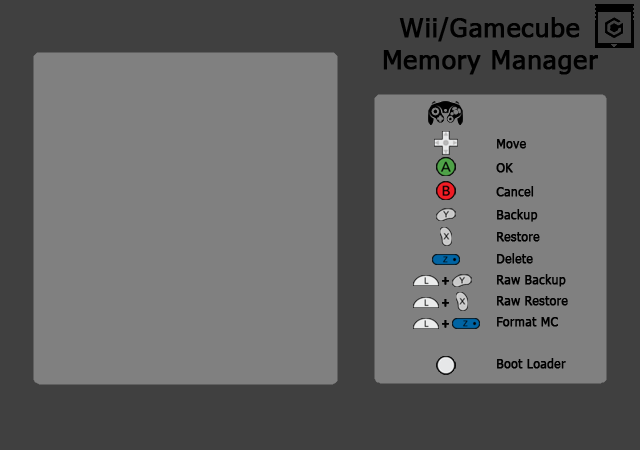 Wii/Gamecube
Memory Manager
Move
A OK
B Cancel
Y Backup
X Restore
Z Delete
L + Y Raw Backup
L + X Raw Restore
L + Z Format MC
Boot Loader